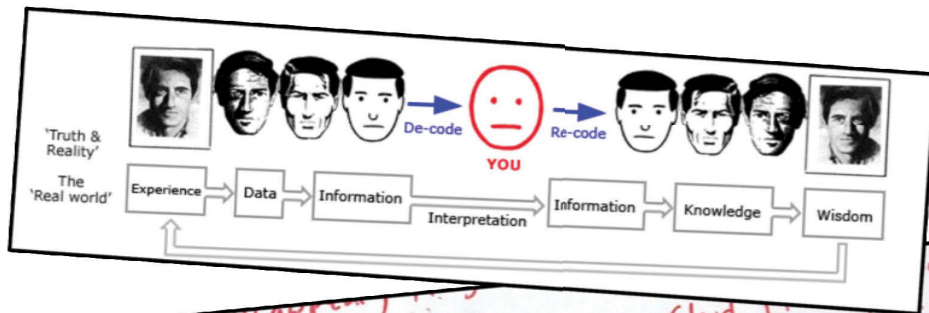 'Truth &
Reality'
De-code
YOU
Re-code
The
'Real world'
Experience
Data
Information
Interpretation
Information
Knowledge
Wisdom